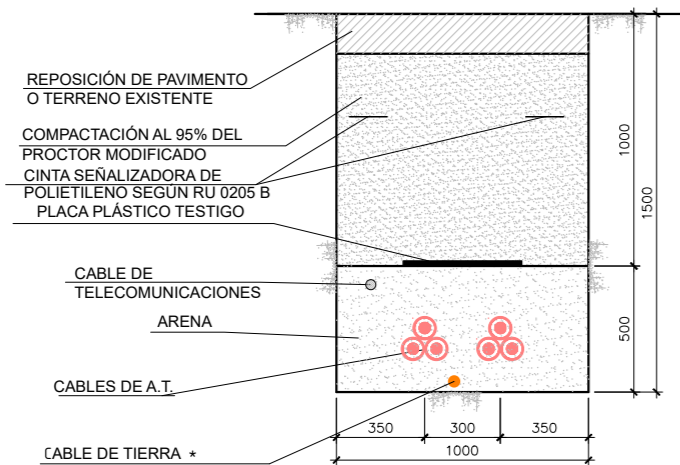 REPOSICIÓN DE PAVIMENTO
O TERRENO EXISTENTE
COMPACTACIÓN AL 95% DEL
PROCTOR MODIFICADO
CINTA SEÑALIZADORA DE
POLIETILENO SEGÚN RU 0205 B
PLACA PLÁSTICO TESTIGO
CABLE DE
TELECOMUNICACIONES
ARENA
CABLES DE A.T.
CABLE DE TIERRA *
1000
1500
500
350
300
350
1000